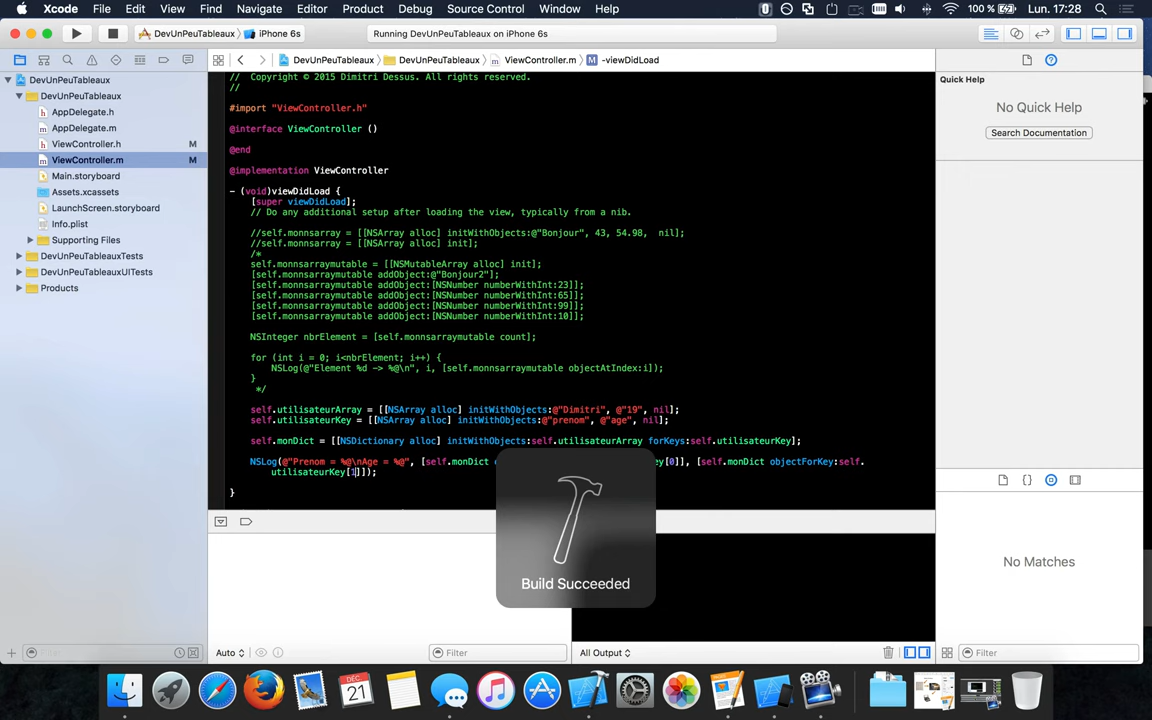 Xcode File Edit View Find Navigate Editor Product Debug Source Control Window Help 100 % Lun. 17:28
DevUnPeuTableaux iPhone 6s Running DevUnPeuTableaux on iPhone 6s
DevUnPeuTableaux DevUnPeuTableaux ViewController.m M -viewDidLoad
DevUnPeuTableaux
DevUnPeuTableaux
h AppDelegate.h
m AppDelegate.m
h ViewController.h M
m ViewController.m M
Main.storyboard
Assets.xcassets
LaunchScreen.storyboard
Info.plist
Supporting Files
DevUnPeuTableauxTests
DevUnPeuTableauxUITests
Products
// Copyright © 2015 Dimitri Dessus. All rights reserved.
//
#import "ViewController.h"
@interface ViewController ()
@end
@implementation ViewController
- (void)viewDidLoad {
[super viewDidLoad];
// Do any additional setup after loading the view, typically from a nib.
//self.monnsarray = [[NSArray alloc] initWithObjects:@"Bonjour", 43, 54.98,  nil];
//self.monnsarray = [[NSArray alloc] init];
/*
self.monnsarraymutable = [[NSMutableArray alloc] init];
[self.monnsarraymutable addObject:@"Bonjour2"];
[self.monnsarraymutable addObject:[NSNumber numberWithInt:23]];
[self.monnsarraymutable addObject:[NSNumber numberWithInt:65]];
[self.monnsarraymutable addObject:[NSNumber numberWithInt:99]];
[self.monnsarraymutable addObject:[NSNumber numberWithInt:10]];
NSInteger nbrElement = [self.monnsarraymutable count];
for (int i = 0; i<nbrElement; i++) {
NSLog(@"Element %d -> %@\n", i, [self.monnsarraymutable objectAtIndex:i]);
}
*/
self.utilisateurArray = [[NSArray alloc] initWithObjects:@"Dimitri", @"19", nil];
self.utilisateurKey = [[NSArray alloc] initWithObjects:@"prenom", @"age", nil];
self.monDict = [[NSDictionary alloc] initWithObjects:self.utilisateurArray forKeys:self.utilisateurKey];
NSLog(@"Prenom = %@\nAge = %@", [self.monDict ey[0]], [self.monDict objectForKey:self.
utilisateurKey[1]]);
}
Build Succeeded
Quick Help
No Quick Help
Search Documentation
No Matches
Filter
Auto
Filter
All Output
Filter
DEC.
21